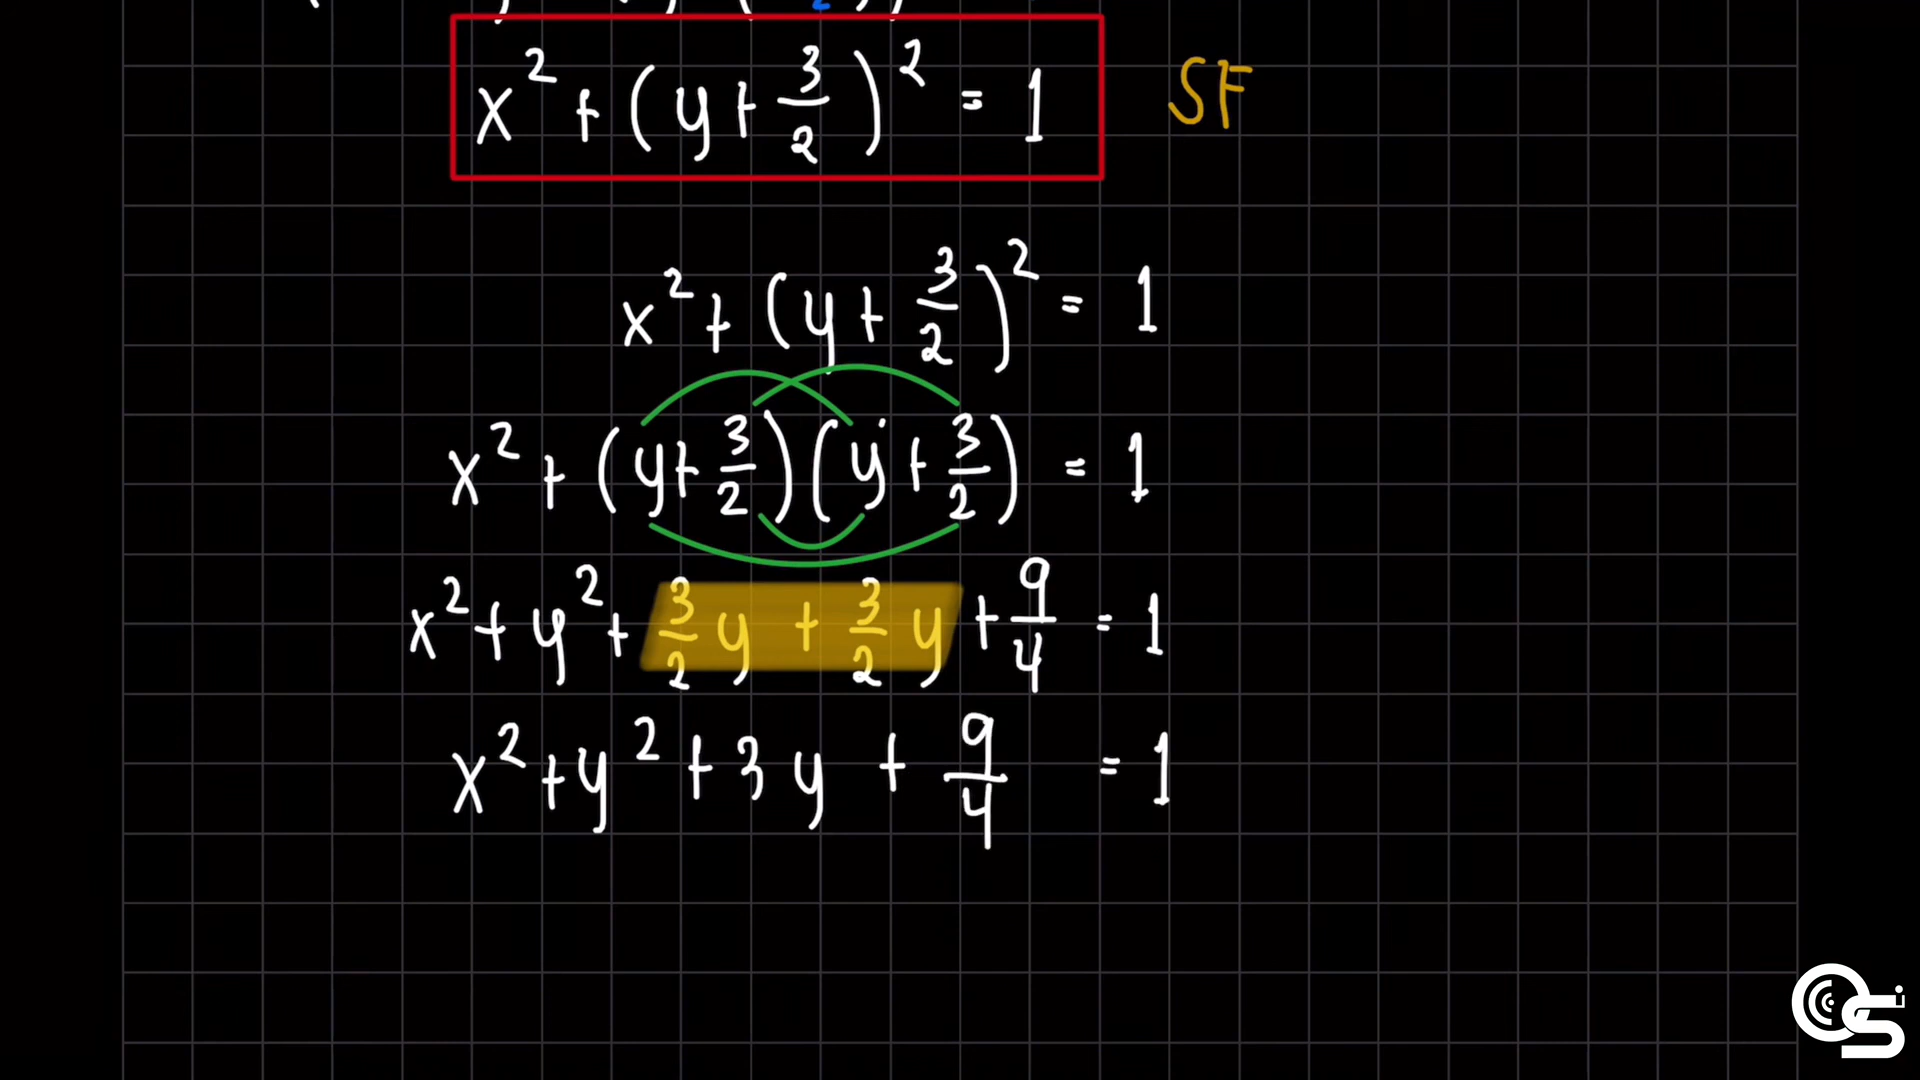 x² + (y + 3/2)² = 1 SF
x² + (y + 3/2)² = 1
x² + (y + 3/2)(y + 3/2) = 1
x² + y² + 3/2 y + 3/2 y + 9/4 = 1
x² + y² + 3y + 9/4 = 1